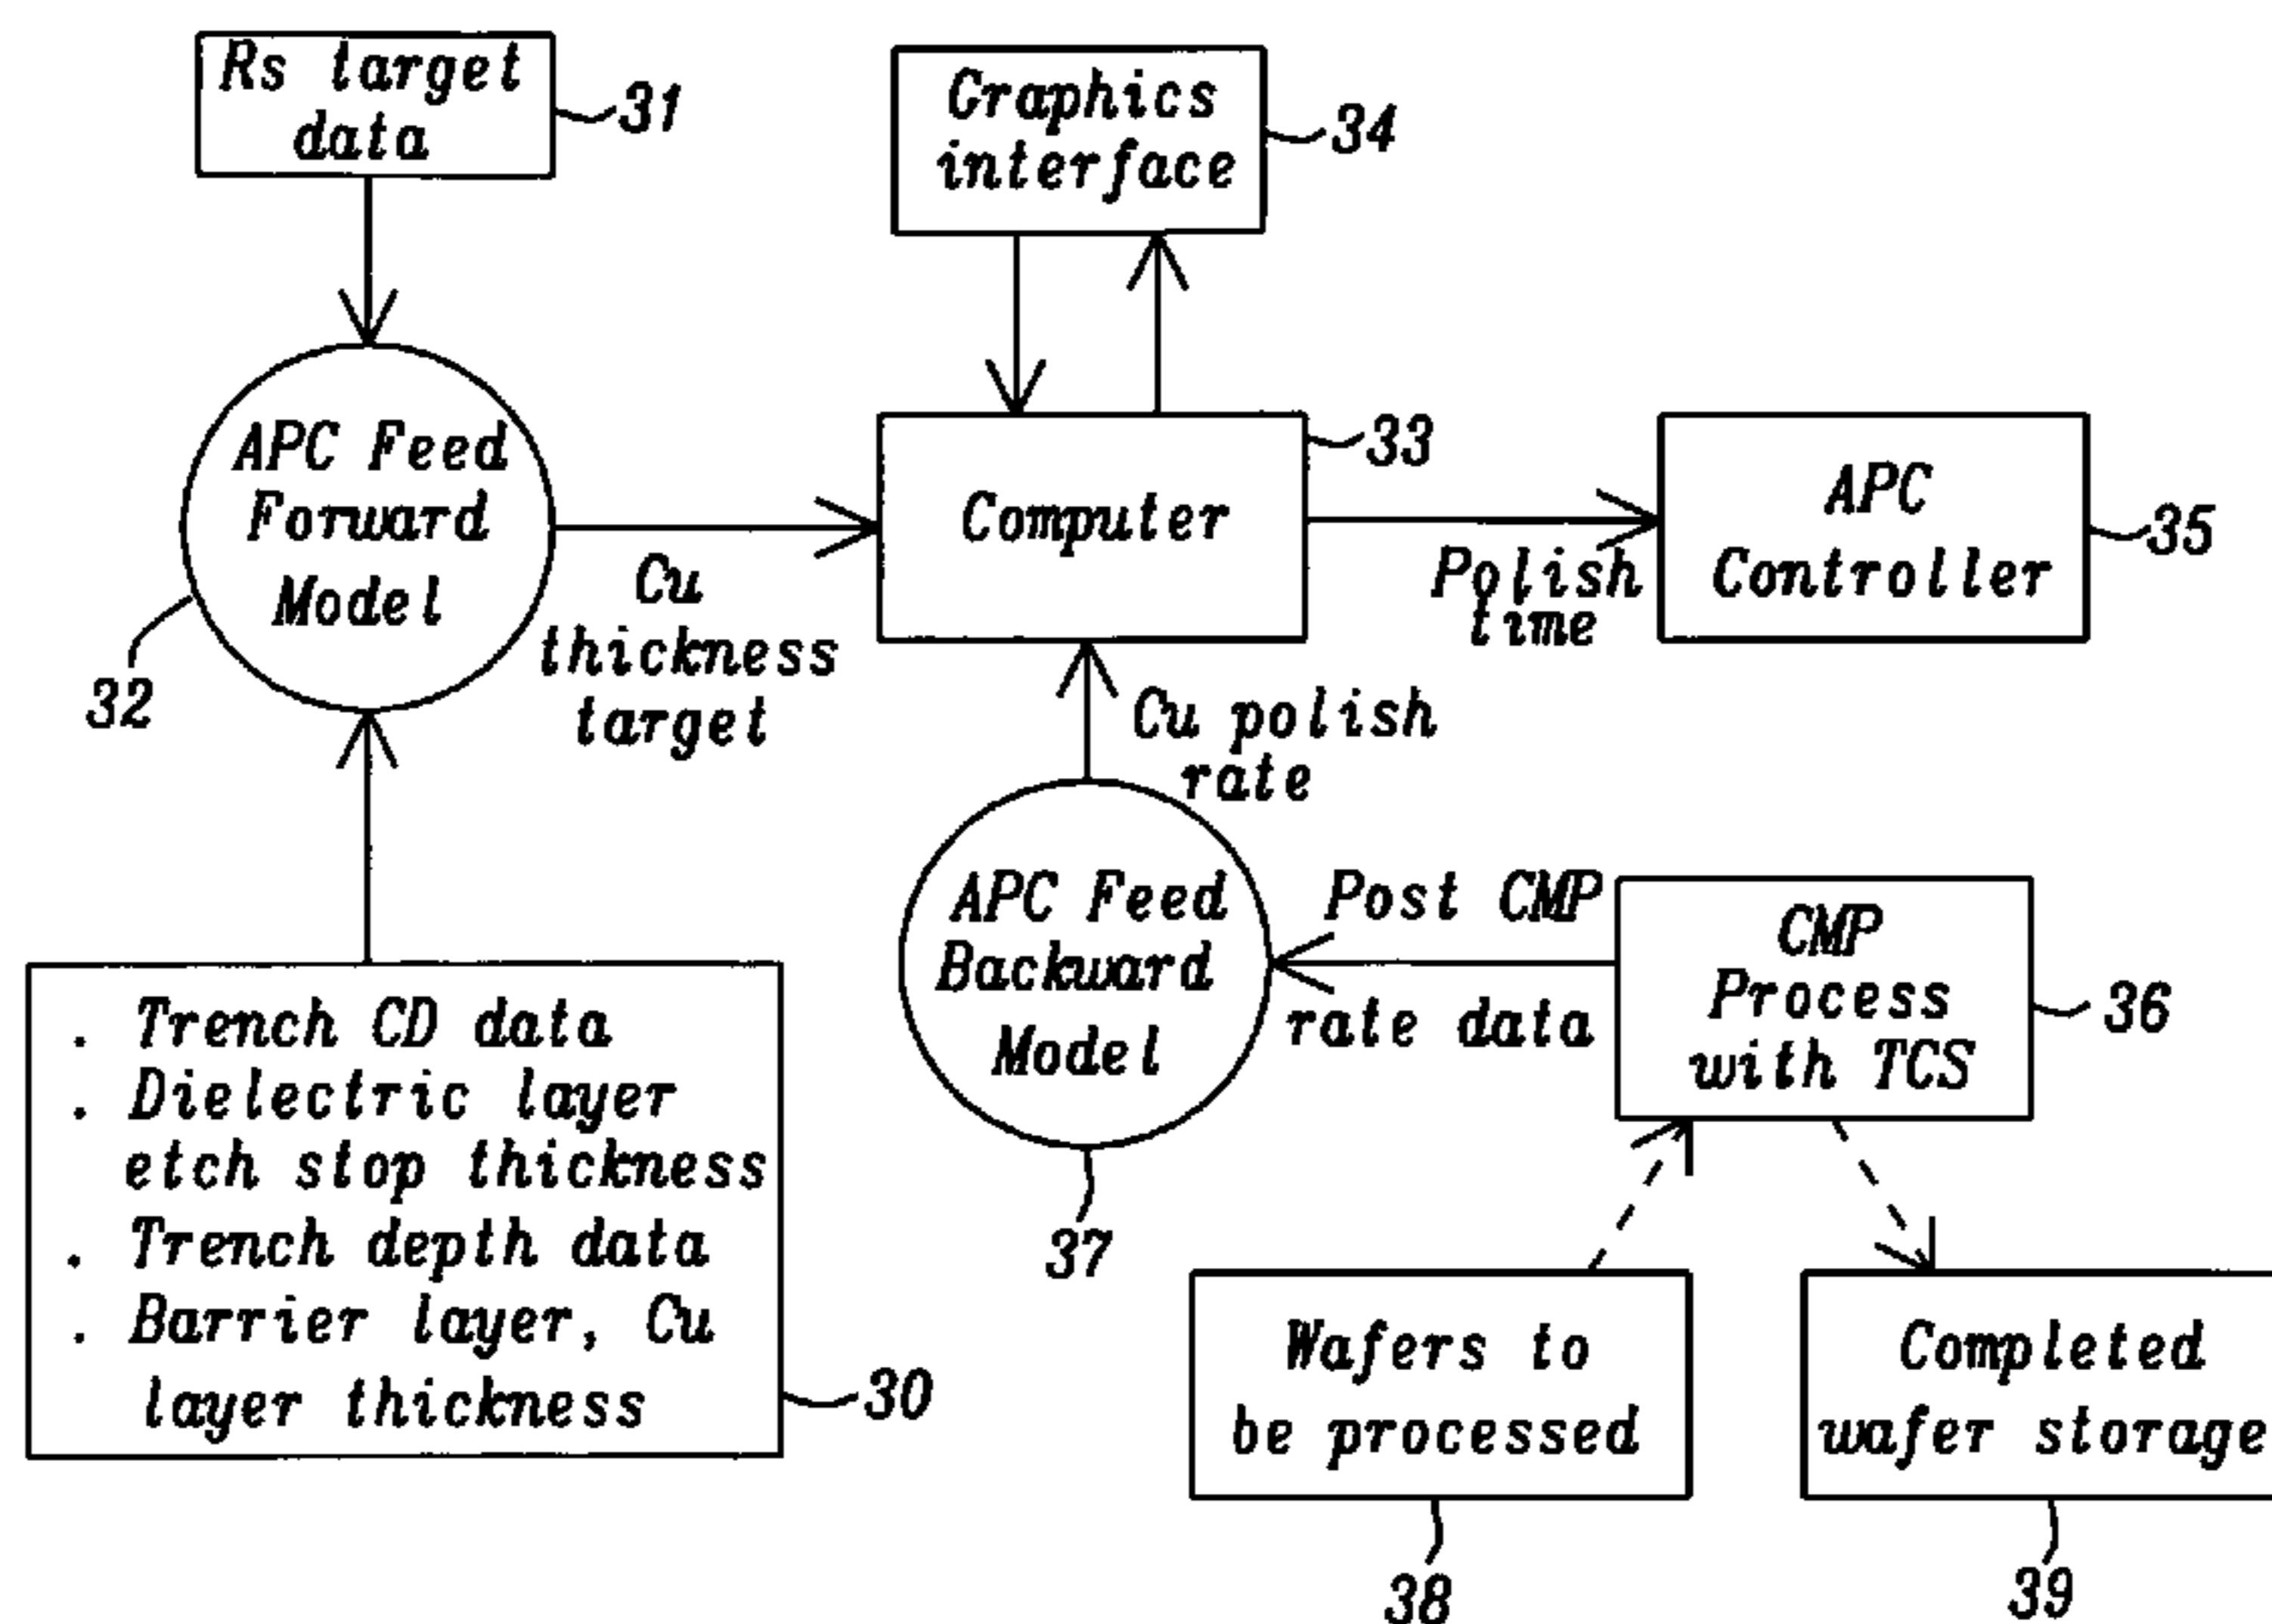 Rs target
data
31
Graphics
interface
34
APC Feed
Forward
Model
32
Cu
thickness
target
Computer
33
Polish
time
APC
Controller
35
Cu polish
rate
APC Feed
Backward
Model
37
Post CMP
rate data
CMP
Process
with TCS
36
. Trench CD data
. Dielectric layer
etch stop thickness
. Trench depth data
. Barrier layer, Cu
layer thickness
30
Wafers to
be processed
38
Completed
wafer storage
39